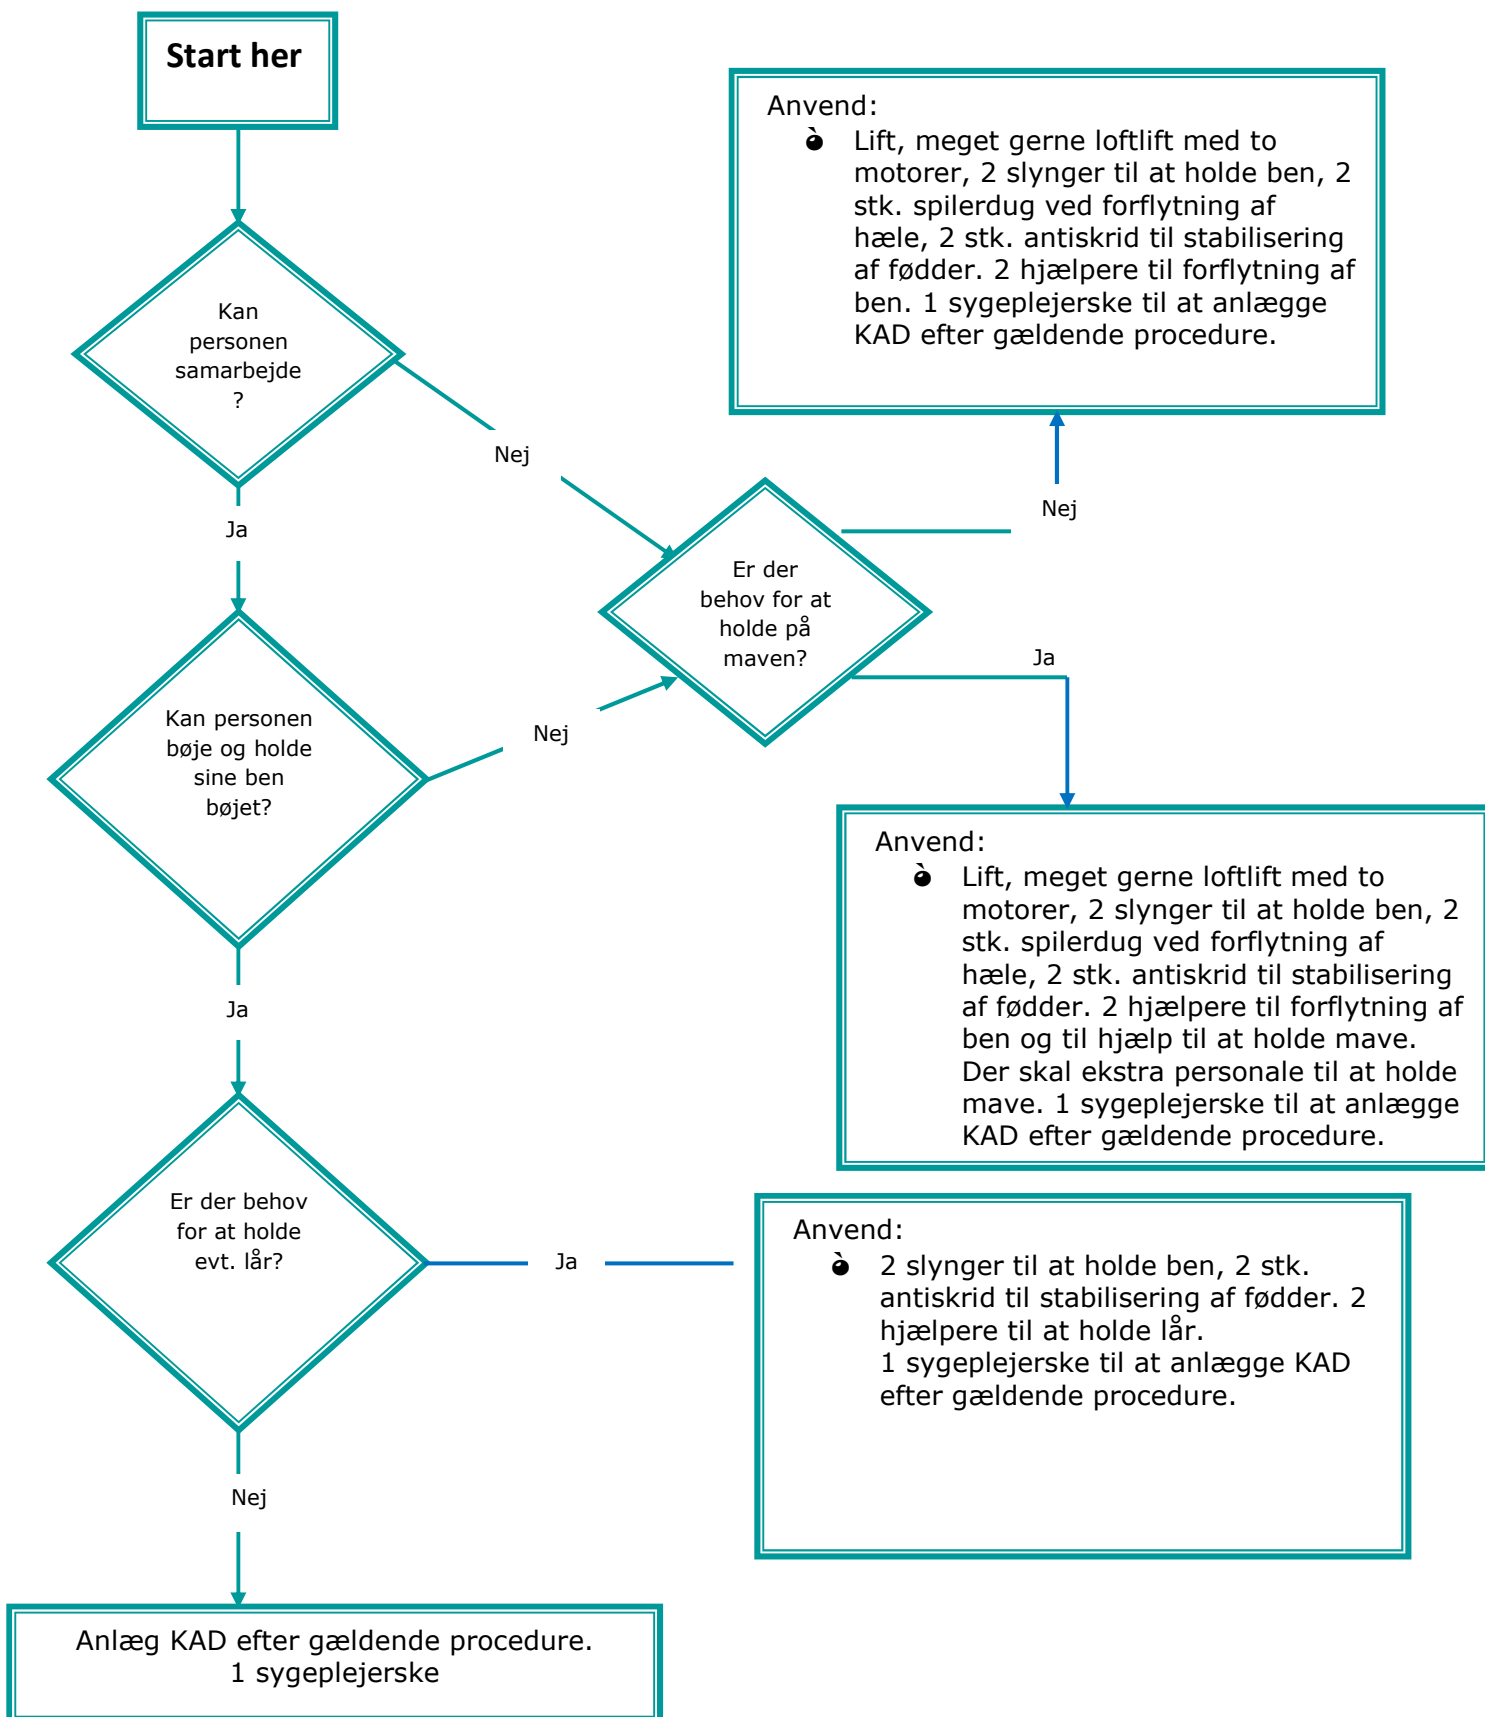 Start her
Anvend:
Lift, meget gerne loftlift med to
motorer, 2 slynger til at holde ben, 2
stk. spilerdug ved forflytning af
hæle, 2 stk. antiskrid til stabilisering
af fødder. 2 hjælpere til forflytning af
ben. 1 sygeplejerske til at anlægge
KAD efter gældende procedure.
Kan
personen
samarbejde
?
Nej
Nej
Ja
Er der
behov for at
holde på
maven?
Ja
Kan personen
bøje og holde
sine ben
bøjet?
Nej
Anvend:
Lift, meget gerne loftlift med to
motorer, 2 slynger til at holde ben, 2
stk. spilerdug ved forflytning af
hæle, 2 stk. antiskrid til stabilisering
af fødder. 2 hjælpere til forflytning af
ben og til hjælp til at holde mave.
Der skal ekstra personale til at holde
mave. 1 sygeplejerske til at anlægge
KAD efter gældende procedure.
Ja
Er der behov
for at holde
evt. lår?
Ja
Anvend:
2 slynger til at holde ben, 2 stk.
antiskrid til stabilisering af fødder. 2
hjælpere til at holde lår.
1 sygeplejerske til at anlægge KAD
efter gældende procedure.
Nej
Anlæg KAD efter gældende procedure.
1 sygeplejerske